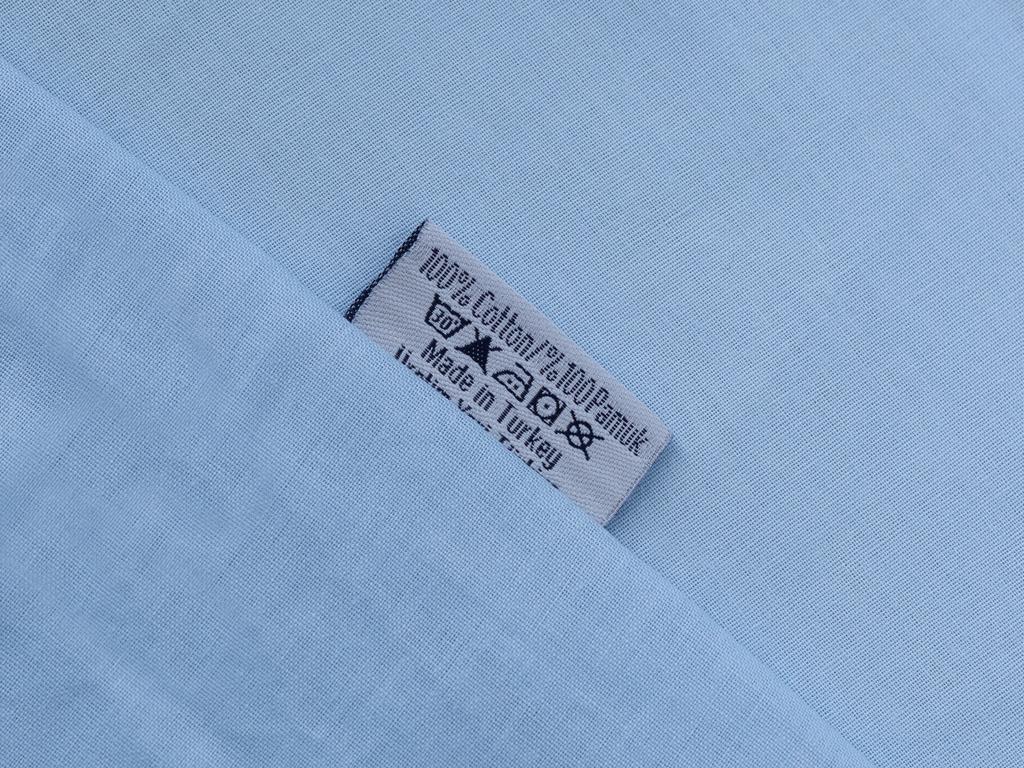 100% Cotton/%100 Pamuk
30°
Made in Turkey